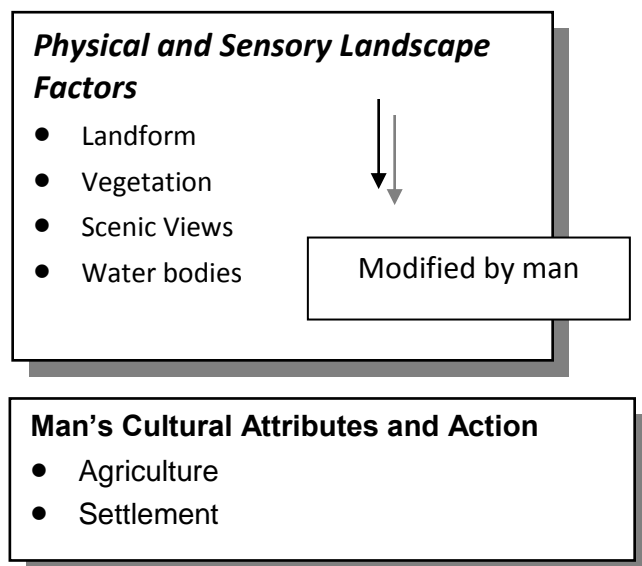 Physical and Sensory Landscape
Factors
● Landform
● Vegetation
● Scenic Views
● Water bodies
Modified by man
Man’s Cultural Attributes and Action
● Agriculture
● Settlement